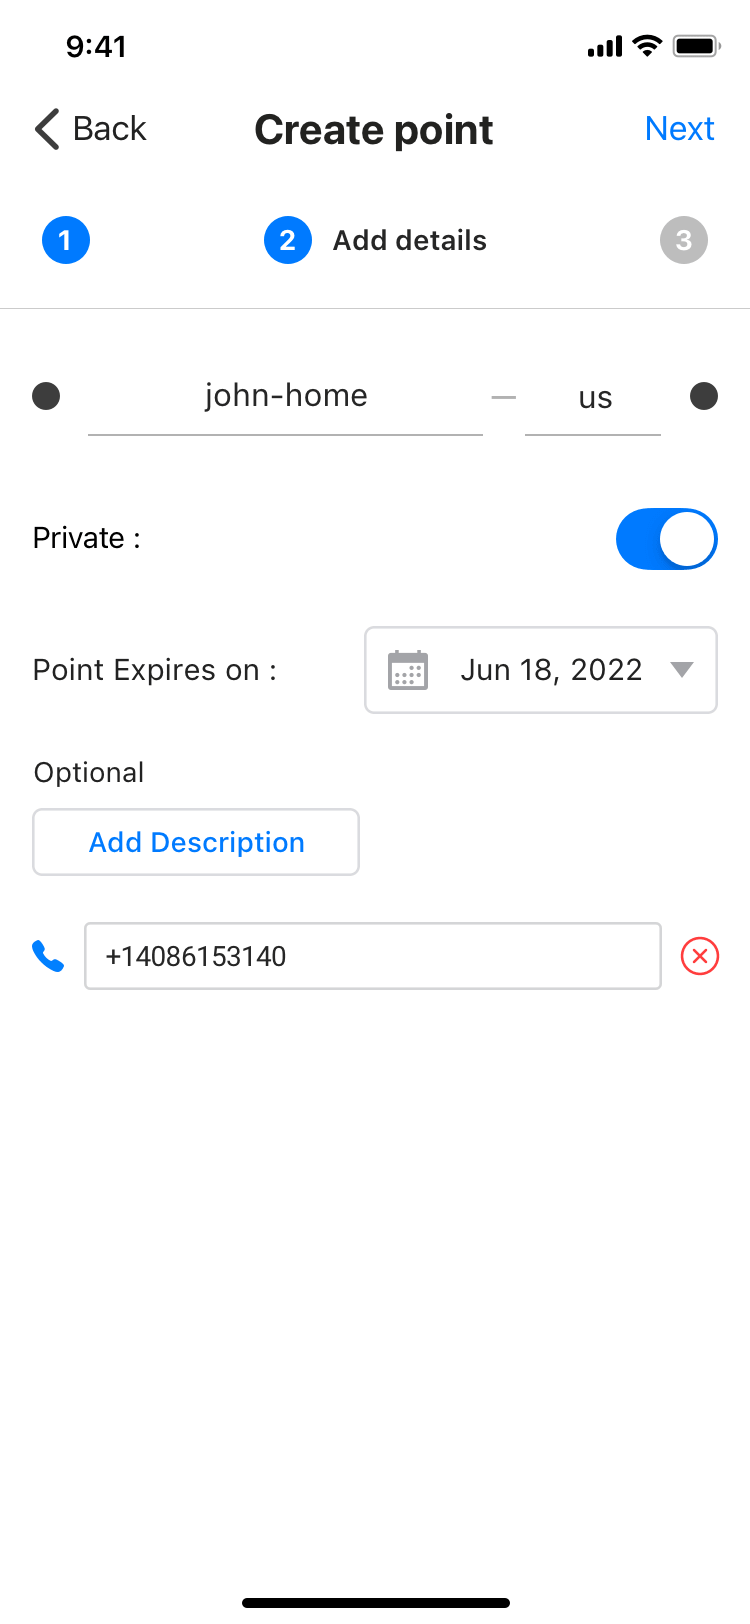 9:41
Back Create point Next
1 2 Add details 3
john-home — us
Private :
Point Expires on : Jun 18, 2022
Optional
Add Description
+14086153140